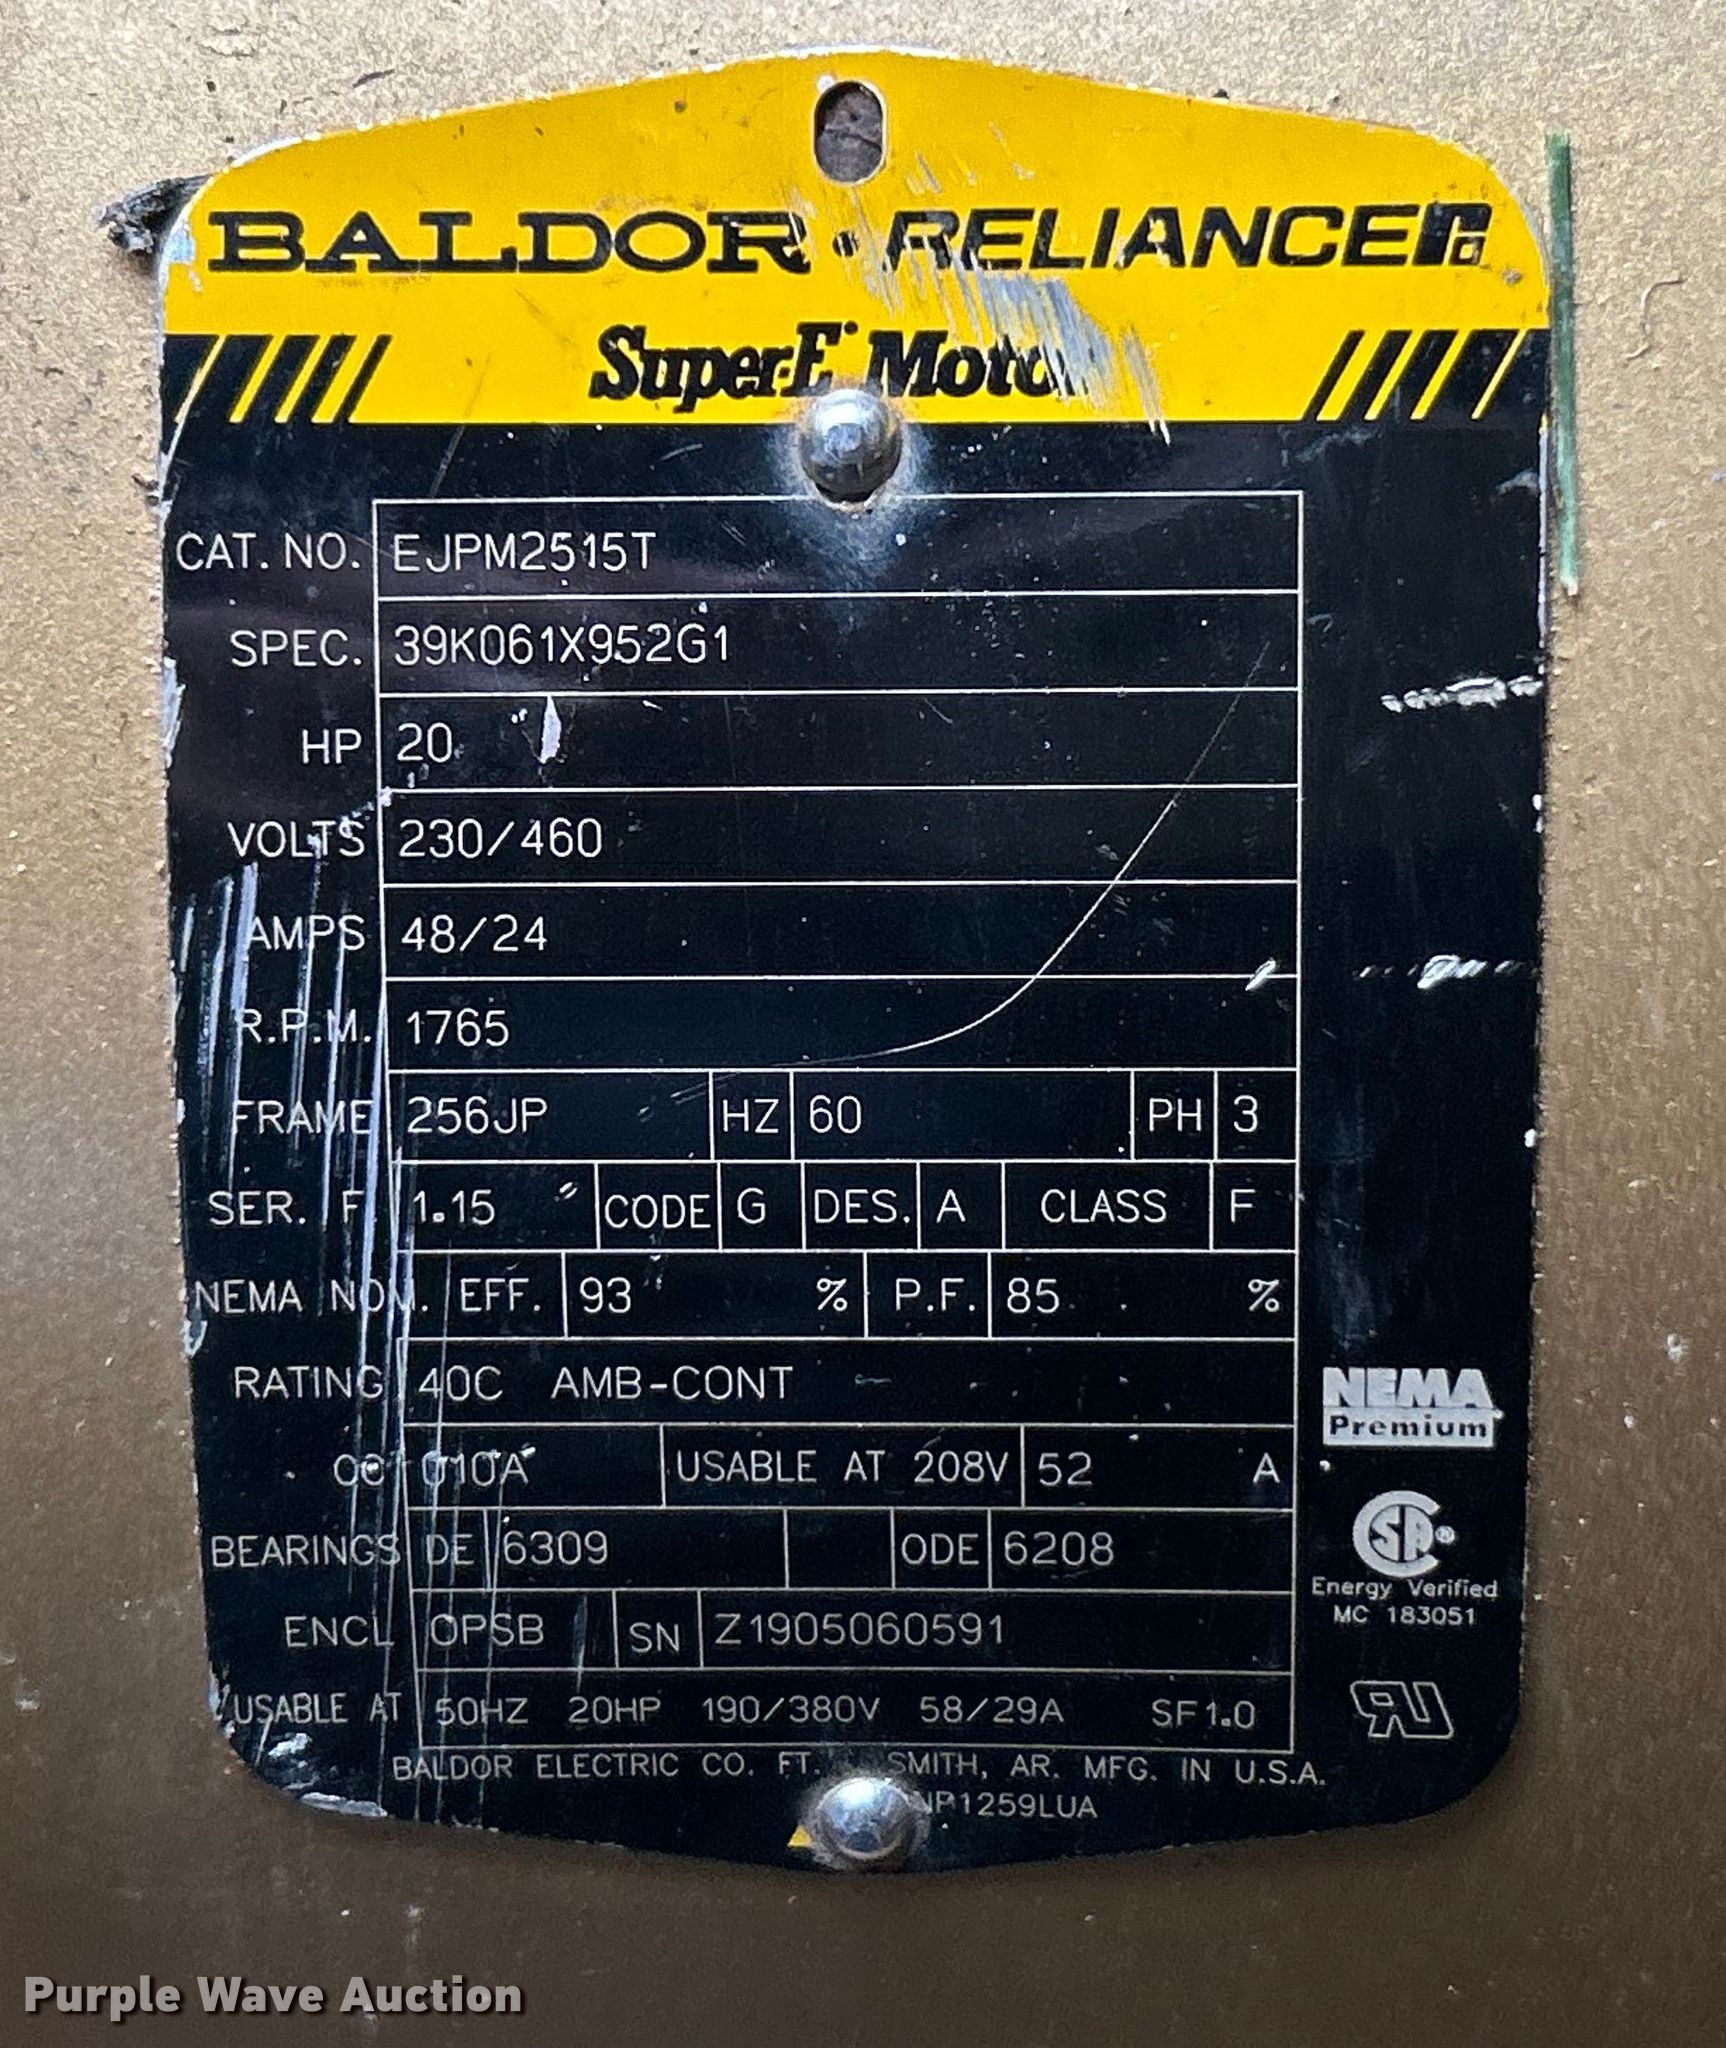 BALDOR • RELIANCE
Super-E® Motor
CAT. NO. EJPM2515T
SPEC. 39K061X952G1
HP 20
VOLTS 230/460
AMPS 48/24
R.P.M. 1765
FRAME 256JP HZ 60 PH 3
SER. F. 1.15 CODE G DES. A CLASS F
NEMA NOM. EFF. 93 % P.F. 85 %
RATING 40C AMB-CONT
NEMA
Premium
CC 010A USABLE AT 208V 52 A
BEARINGS DE 6309 ODE 6208
CSA®
Energy Verified
MC 183051
ENCL OPSB SN Z1905060591
USABLE AT 50HZ 20HP 190/380V 58/29A SF1.0
BALDOR ELECTRIC CO. FT. SMITH, AR. MFG. IN U.S.A.
NP1259LUA
Purple Wave Auction